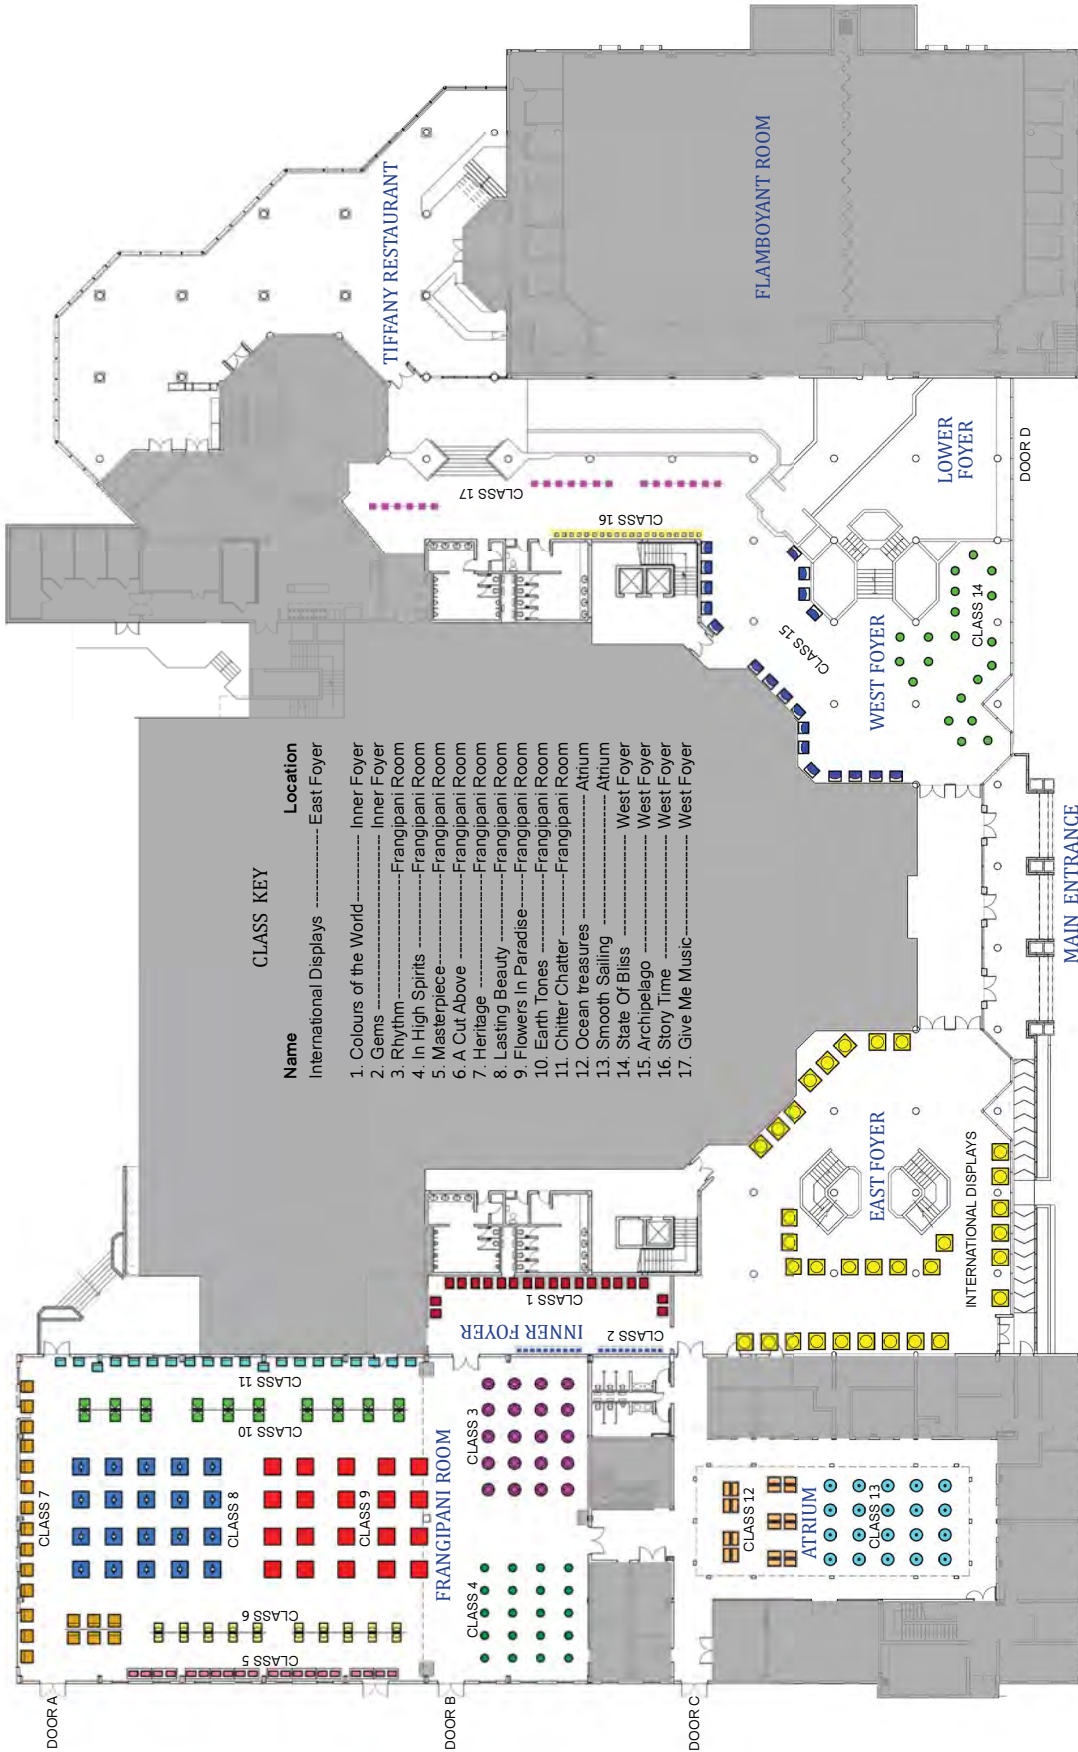 CLASS KEY
Name Location
International Displays ---------------- East Foyer
1. Colours of the World----------- Inner Foyer
2. Gems ---------------------------- Inner Foyer
3. Rhythm----------------------Frangipani Room
4. In High Spirits ---------------Frangipani Room
5. Masterpiece------------------Frangipani Room
6. A Cut Above -----------------Frangipani Room
7. Heritage ----------------------Frangipani Room
8. Lasting Beauty --------------Frangipani Room
9. Flowers In Paradise---------Frangipani Room
10. Earth Tones -----------------Frangipani Room
11. Chitter Chatter--------------Frangipani Room
12. Ocean treasures ---------------------- Atrium
13. Smooth Sailing ----------------------- Atrium
14. State Of Bliss ------------- West Foyer
15. Archipelago ---------------- West Foyer
16. Story Time ----------------- West Foyer
17. Give Me Music------------ West Foyer
TIFFANY RESTAURANT
FLAMBOYANT ROOM
LOWER
FOYER
DOOR D
CLASS 17
CLASS 16
CLASS 15
CLASS 14
WEST FOYER
MAIN ENTRANCE
EAST FOYER
INTERNATIONAL DISPLAYS
CLASS 1
INNER FOYER
CLASS 2
CLASS 11
CLASS 10
CLASS 7
CLASS 8
CLASS 9
CLASS 6
CLASS 5
FRANGIPANI ROOM
CLASS 3
CLASS 4
CLASS 12
ATRIUM
CLASS 13
DOOR A
DOOR B
DOOR C